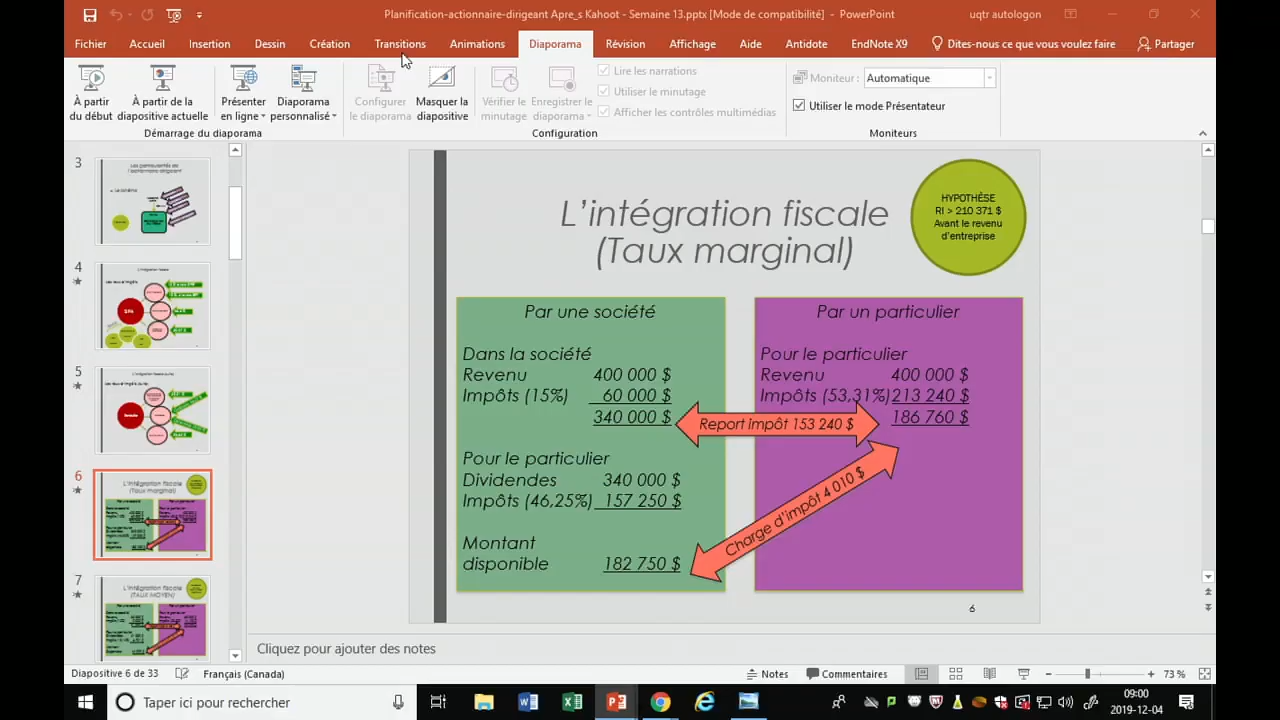 Planification-actionnaire-dirigeant Apre_s Kahoot - Semaine 13.pptx [Mode de compatibilité] - PowerPoint
uqtr autologon
Fichier Accueil Insertion Dessin Création Transitions Animations Diaporama Révision Affichage Aide Antidote EndNote X9 Dites-nous ce que vous voulez faire Partager
À partir du début
À partir de la diapositive actuelle
Présenter en ligne
Diaporama personnalisé
Démarrage du diaporama
Configurer le diaporama
Masquer la diapositive
Vérifier le minutage
Enregistrer le diaporama
Lire les narrations
Utiliser le minutage
Afficher les contrôles multimédias
Configuration
Moniteur : Automatique
Utiliser le mode Présentateur
Moniteurs
3
4
5
6
7
L'intégration fiscale
(Taux marginal)
HYPOTHÈSE
RI > 210 371 $
Avant le revenu
d'entreprise
Par une société
Dans la société
Revenu 400 000 $
Impôts (15%) 60 000 $
340 000 $
Pour le particulier
Dividendes 340 000 $
Impôts (46,25%) 157 250 $
Montant
disponible 182 750 $
Par un particulier
Pour le particulier
Revenu 400 000 $
Impôts (53,31%) 213 240 $
186 760 $
Report impôt 153 240 $
Charge d'impôt 4 010 $
6
Cliquez pour ajouter des notes
Diapositive 6 de 33 Français (Canada) Notes Commentaires 73 %
Taper ici pour rechercher
09:00
2019-12-04